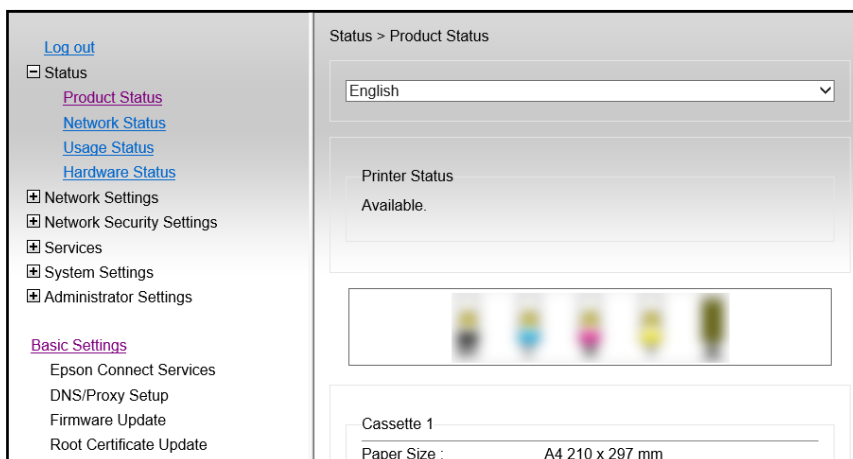 Log out
Status
Product Status
Network Status
Usage Status
Hardware Status
Network Settings
Network Security Settings
Services
System Settings
Administrator Settings
Basic Settings
Epson Connect Services
DNS/Proxy Setup
Firmware Update
Root Certificate Update
Status > Product Status
English
Printer Status
Available.
Cassette 1
Paper Size : A4 210 x 297 mm